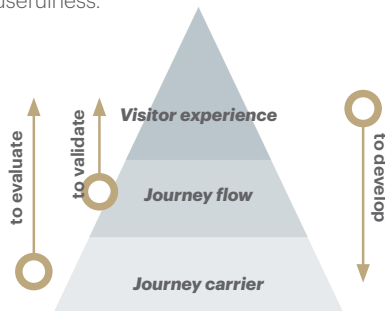 usefulness.
Visitor experience
to evaluate
to validate
to develop
Journey flow
Journey carrier